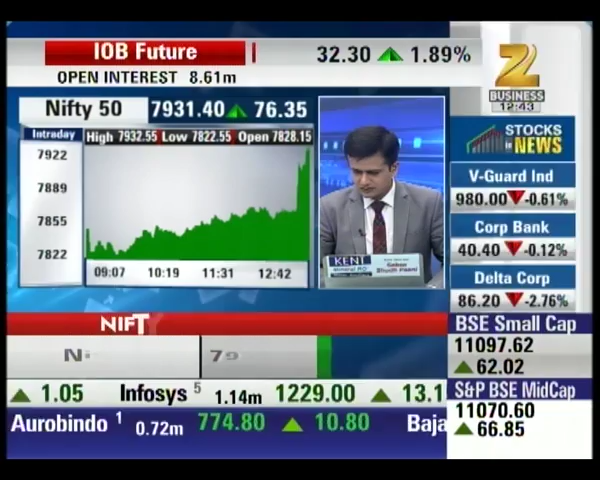 IOB Future
32.30 1.89%
OPEN INTEREST 8.61m
Z
BUSINESS
12:43
Nifty 50 7931.40 76.35
Intraday High 7932.55 Low 7822.55 Open 7828.15
7922
7889
7855
7822
09:07 10:19 11:31 12:42
KENT
Mineral RO
STOCKS
in NEWS
V-Guard Ind
980.00 -0.61%
Corp Bank
40.40 -0.12%
Delta Corp
86.20 -2.76%
NIFT
Ni 79
BSE Small Cap
11097.62
62.02
S&P BSE MidCap
11070.60
66.85
1.05 Infosys 5 1.14m 1229.00 13.1
Aurobindo 1 0.72m 774.80 10.80 Baja